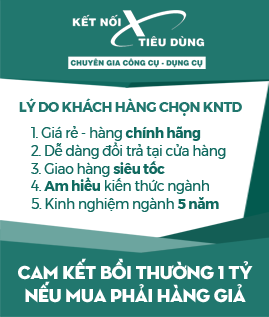 KẾT NỐI
TIÊU DÙNG
CHUYÊN GIA CÔNG CỤ - DỤNG CỤ
LÝ DO KHÁCH HÀNG CHỌN KNTD
1. Giá rẻ - hàng chính hãng
2. Dễ dàng đổi trả tại cửa hàng
3. Giao hàng siêu tốc
4. Am hiểu kiến thức ngành
5. Kinh nghiệm ngành 5 năm
CAM KẾT BỒI THƯỜNG 1 TỶ
NẾU MUA PHẢI HÀNG GIẢ